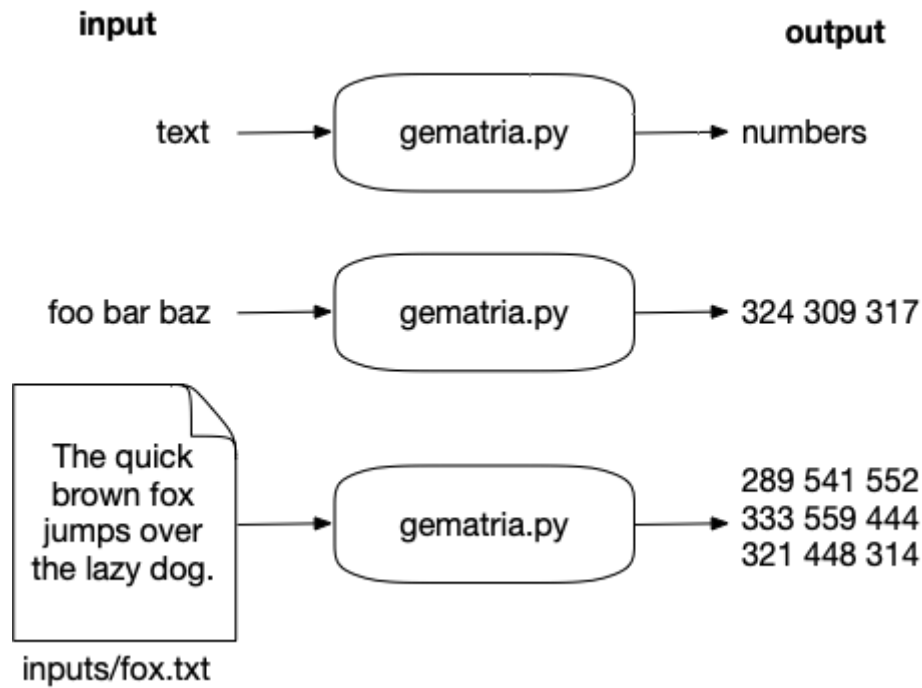 input
output
text
gematria.py
numbers
foo bar baz
gematria.py
324 309 317
The quick
brown fox
jumps over
the lazy dog.
gematria.py
289 541 552
333 559 444
321 448 314
inputs/fox.txt